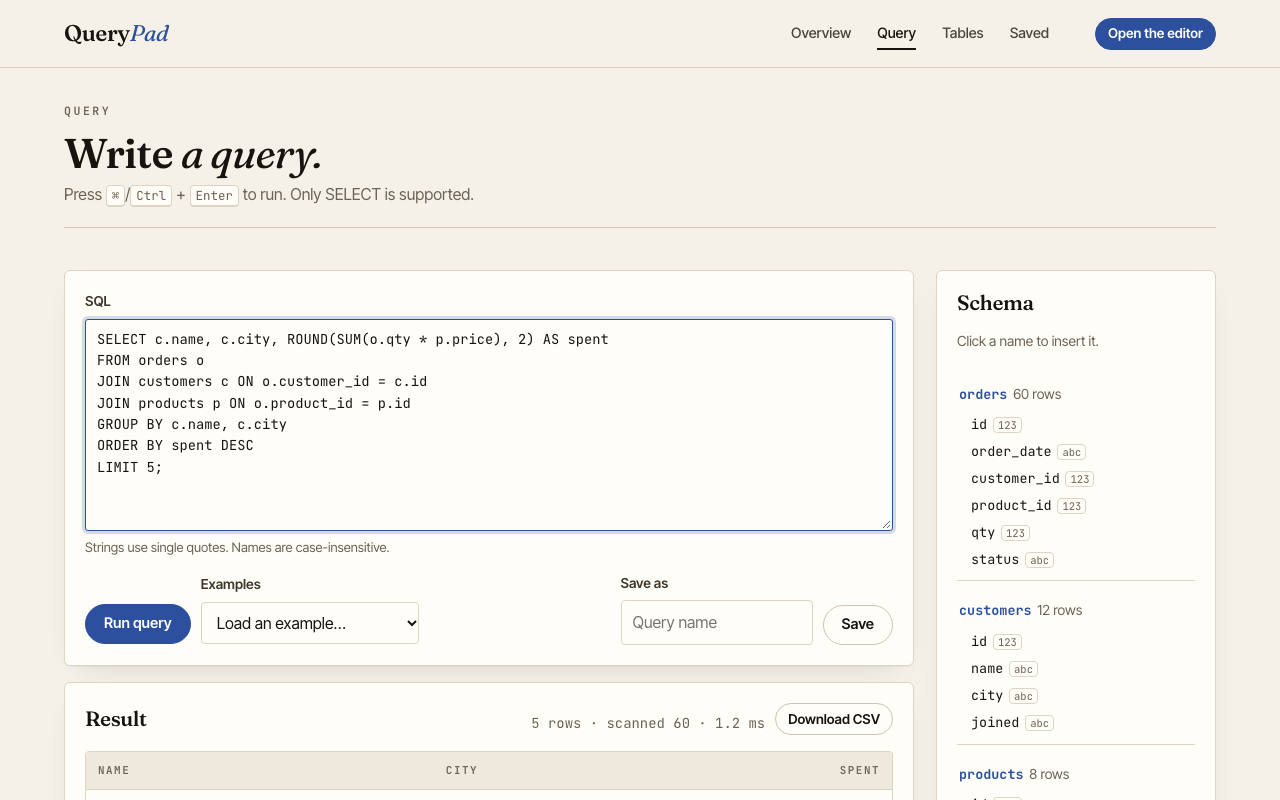 QueryPad
Overview Query Tables Saved Open the editor
QUERY
Write a query.
Press ⌘/Ctrl + Enter to run. Only SELECT is supported.
SQL
SELECT c.name, c.city, ROUND(SUM(o.qty * p.price), 2) AS spent
FROM orders o
JOIN customers c ON o.customer_id = c.id
JOIN products p ON o.product_id = p.id
GROUP BY c.name, c.city
ORDER BY spent DESC
LIMIT 5;
Strings use single quotes. Names are case-insensitive.
Examples
Save as
Run query
Load an example...
Query name
Save
Result
5 rows · scanned 60 · 1.2 ms
Download CSV
NAME CITY SPENT
Schema
Click a name to insert it.
orders 60 rows
id 123
order_date abc
customer_id 123
product_id 123
qty 123
status abc
customers 12 rows
id 123
name abc
city abc
joined abc
products 8 rows